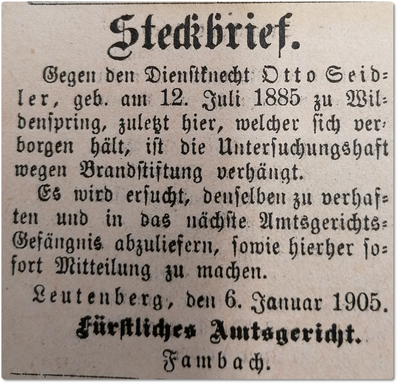 Steckbrief.
Gegen den Dienstknecht Otto Seid⸗
ler, geb. am 12. Juli 1885 zu Wil⸗
denspring, zuletzt hier, welcher sich ver⸗
borgen hält, ist die Untersuchungshaft
wegen Brandstiftung verhängt.
Es wird ersucht, denselben zu verhaf⸗
ten und in das nächste Amtsgerichts⸗
Gefängnis abzuliefern, sowie hierher so⸗
fort Mitteilung zu machen.
Leutenberg, den 6. Januar 1905.
Fürstliches Amtsgericht.
Fambach.